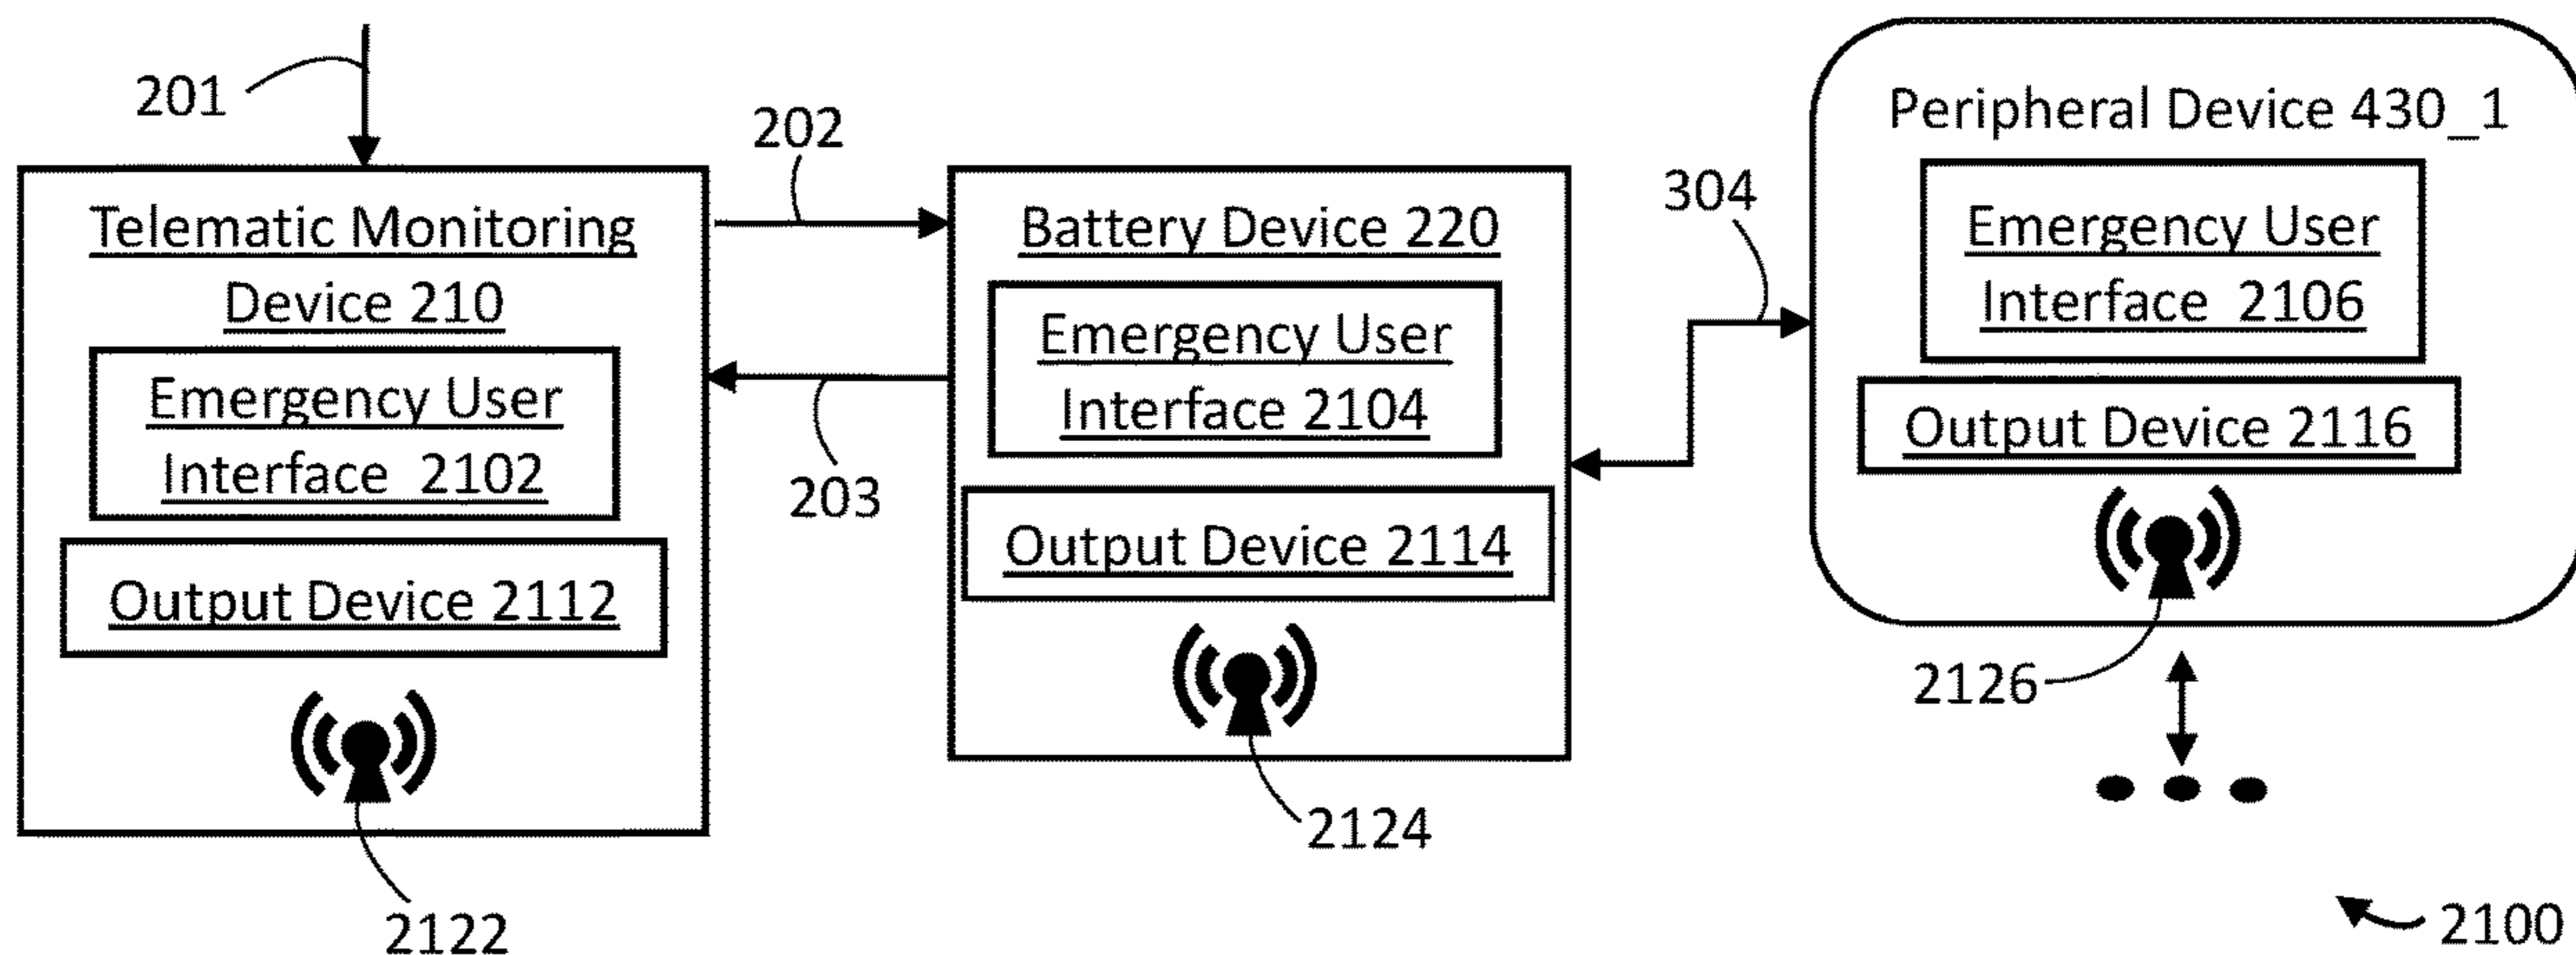 201
Telematic Monitoring
Device 210
Emergency User
Interface 2102
Output Device 2112
2122
202
203
Battery Device 220
Emergency User
Interface 2104
Output Device 2114
2124
304
Peripheral Device 430_1
Emergency User
Interface 2106
Output Device 2116
2126
2100